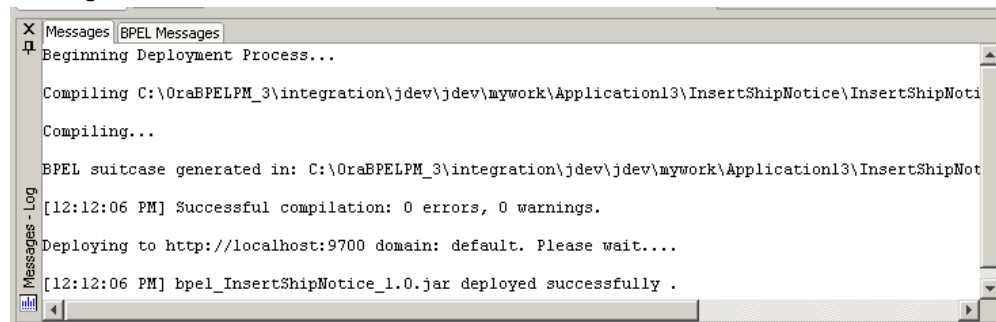 Messages BPEL Messages
Beginning Deployment Process...
Compiling C:\OraBPELPM_3\integration\jdev\jdev\mywork\Application13\InsertShipNotice\InsertShipNoti
Compiling...
BPEL suitcase generated in: C:\OraBPELPM_3\integration\jdev\jdev\mywork\Application13\InsertShipNot
[12:12:06 PM] Successful compilation: 0 errors, 0 warnings.
Deploying to http://localhost:9700 domain: default. Please wait....
[12:12:06 PM] bpel_InsertShipNotice_1.0.jar deployed successfully .
Messages - Log